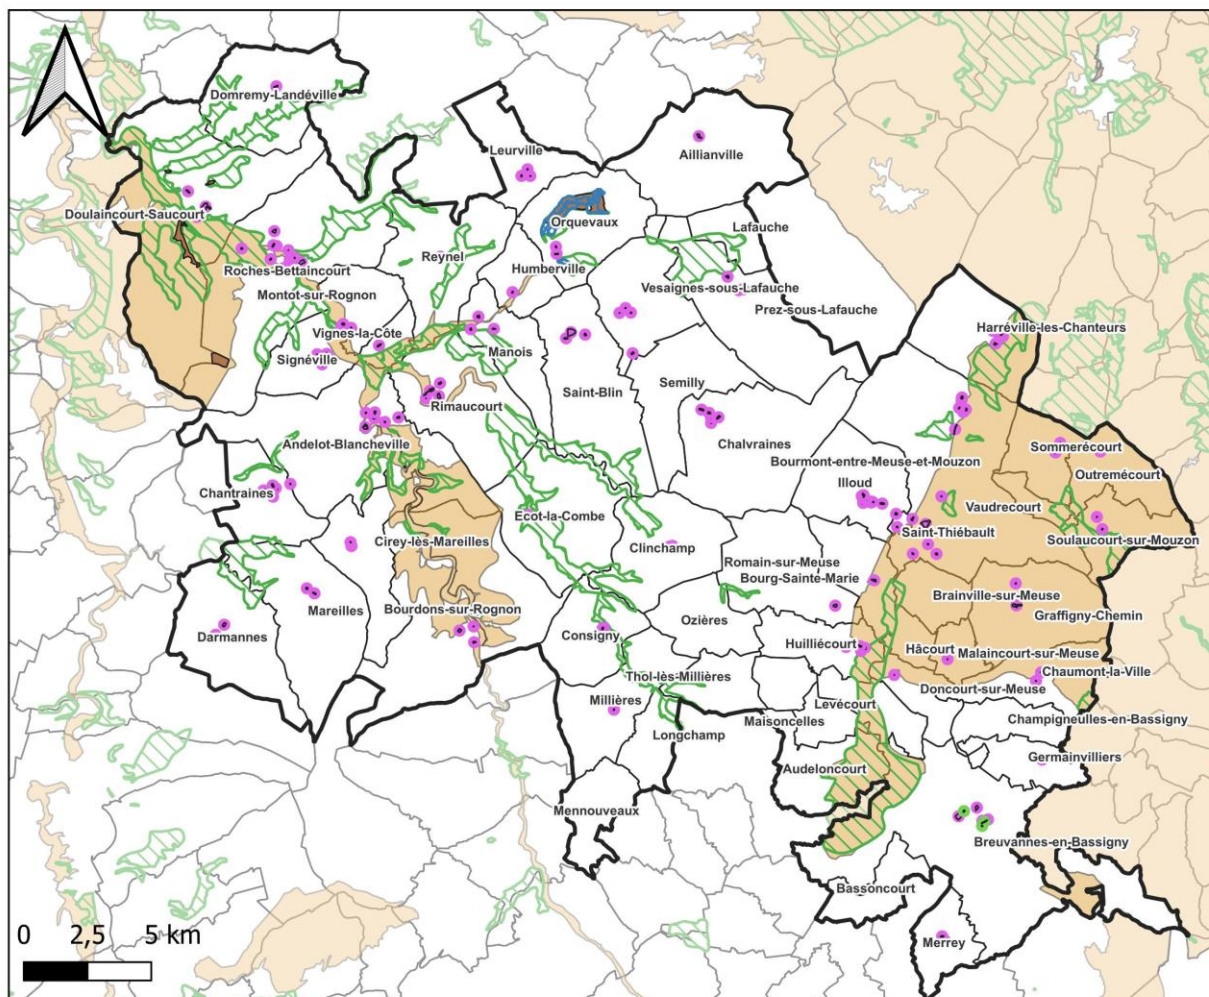 Domremy-Landéville
Leurville
Aillianville
Doulaincourt-Saucourt
Orquevaux
Lafauche
Reynel
Roches-Bettaincourt
Humberville
Vesaignes-sous-Lafauche
Montot-sur-Rognon
Prez-sous-Lafauche
Harréville-les-Chanteurs
Vignes-la-Côte
Signéville
Manois
Semilly
Saint-Blin
Rimaucourt
Andelot-Blancheville
Chalvraines
Sommerécourt
Bourmont-entre-Meuse-et-Mouzon
Outremécourt
Illoud
Chantraines
Vaudrecourt
Ecot-la-Combe
Saint-Thiébault
Cirey-lès-Mareilles
Clinchamp
Soulaucourt-sur-Mouzon
Romain-sur-Meuse
Bourg-Sainte-Marie
Brainville-sur-Meuse
Mareilles
Bourdons-sur-Rognon
Graffigny-Chemin
Ozières
Darmannes
Consigny
Huilliécourt
Hâcourt
Malaincourt-sur-Meuse
Thol-lès-Millières
Chaumont-la-Ville
Doncourt-sur-Meuse
Millières
Levécourt
Maisoncelles
Champigneulles-en-Bassigny
Longchamp
Germainvilliers
Audeloncourt
Mennouveaux
Breuvannes-en-Bassigny
Bassoncourt
Merrey
0 2,5 5 km